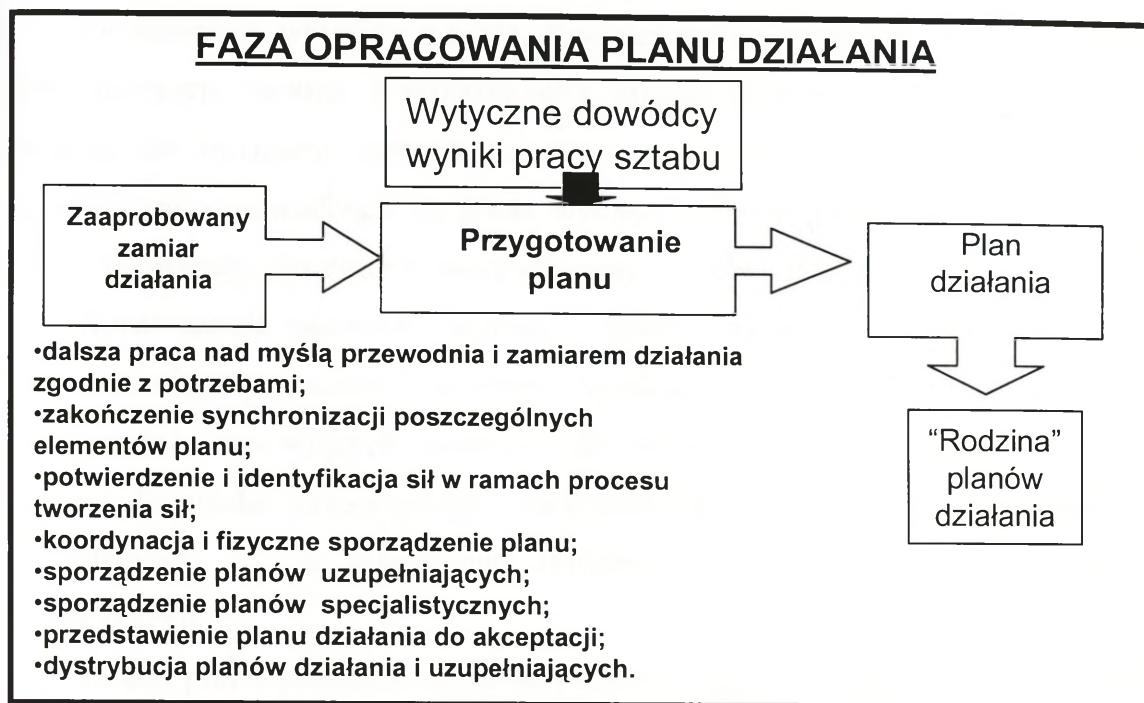 FAZA OPRACOWANIA PLANU DZIAŁANIA
Wytyczne dowódcy
wyniki pracy sztabu
Zaaprobowany
zamiar
działania
Przygotowanie
planu
Plan
działania
•dalsza praca nad myślą przewodnia i zamiarem działania
zgodnie z potrzebami;
•zakończenie synchronizacji poszczególnych
elementów planu;
•potwierdzenie i identyfikacja sił w ramach procesu
tworzenia sił;
•koordynacja i fizyczne sporządzenie planu;
•sporządzenie planów uzupełniających;
•sporządzenie planów specjalistycznych;
•przedstawienie planu działania do akceptacji;
•dystrybucja planów działania i uzupełniających.
“Rodzina”
planów
działania